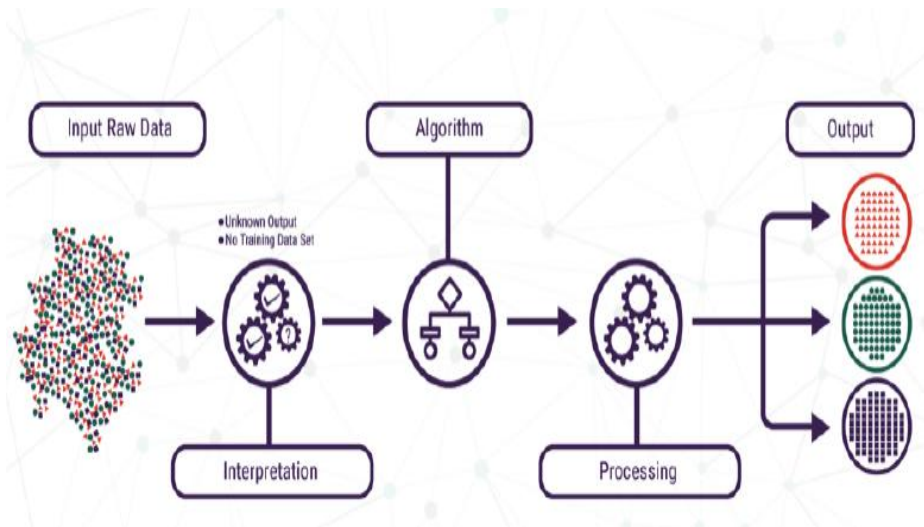 Input Raw Data
Algorithm
Output
●Unknown Output
●No Training Data Set
?
Interpretation
Processing